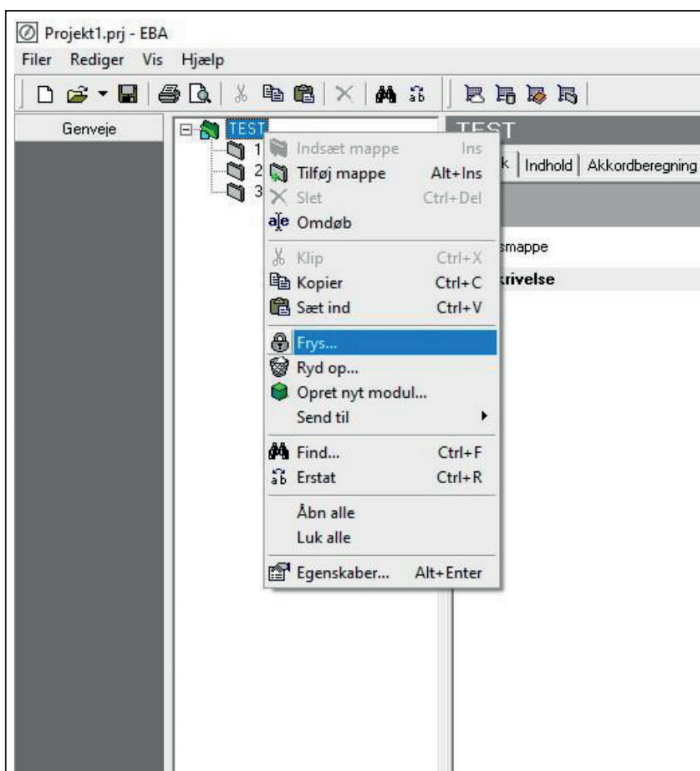 Projekt1.prj - EBA
Filer Rediger Vis Hjælp
Genveje
TEST
1
2
3
TEST
k Indhold Akkordberegning
smappe
krivelse
Indsæt mappe Ins
Tilføj mappe Alt+Ins
Slet Ctrl+Del
Omdøb
Klip Ctrl+X
Kopier Ctrl+C
Sæt ind Ctrl+V
Frys...
Ryd op...
Opret nyt modul...
Send til
Find... Ctrl+F
Erstat Ctrl+R
Åbn alle
Luk alle
Egenskaber... Alt+Enter